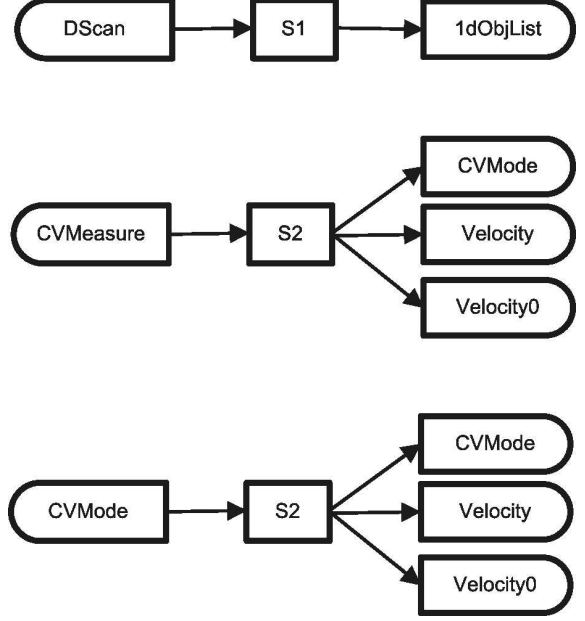 DScan S1 1dObjList
CVMode
CVMeasure S2 Velocity
Velocity0
CVMode
CVMode S2 Velocity
Velocity0